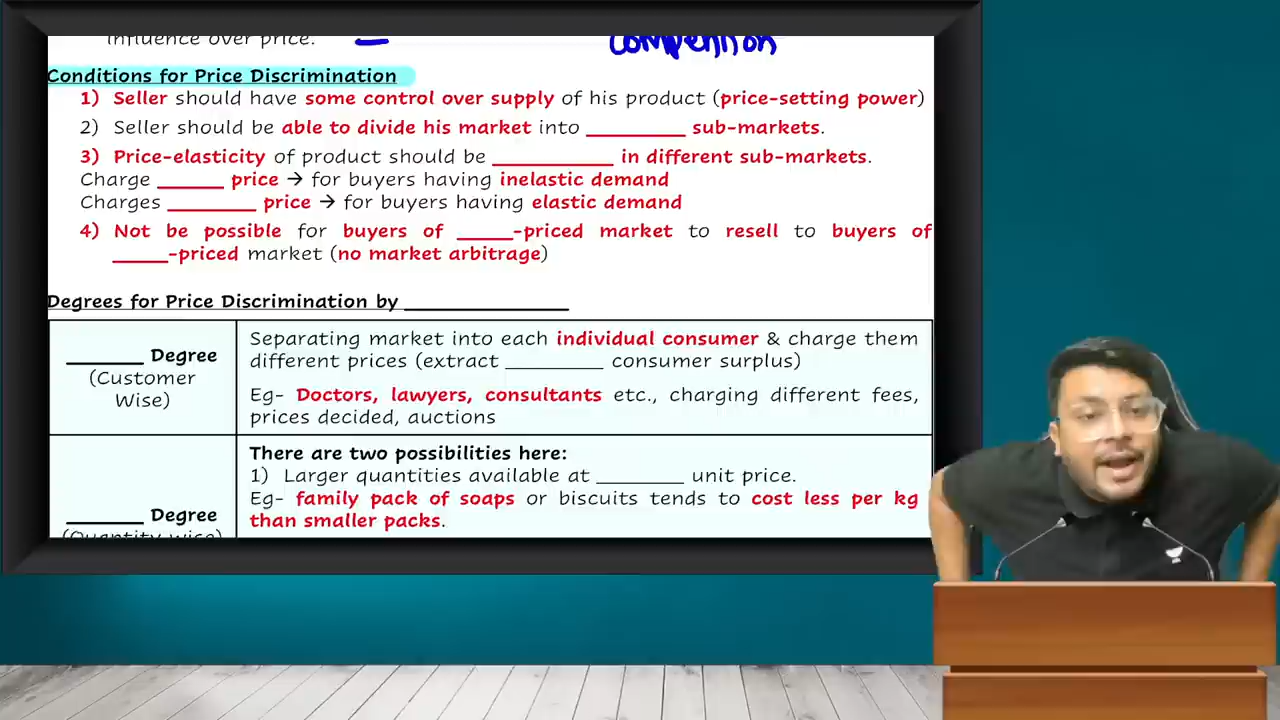 influence over price.
competition
Conditions for Price Discrimination
1) Seller should have some control over supply of his product (price-setting power)
2) Seller should be able to divide his market into _________ sub-markets.
3) Price-elasticity of product should be ___________ in different sub-markets.
Charge ______ price → for buyers having inelastic demand
Charges ________ price → for buyers having elastic demand
4) Not be possible for buyers of _____-priced market to resell to buyers of
_____-priced market (no market arbitrage)
Degrees for Price Discrimination by _______________
_______ Degree
(Customer
Wise)
Separating market into each individual consumer & charge them
different prices (extract _________ consumer surplus)
Eg- Doctors, lawyers, consultants etc., charging different fees,
prices decided, auctions
_______ Degree
(Quantity wise)
There are two possibilities here:
1) Larger quantities available at ________ unit price.
Eg- family pack of soaps or biscuits tends to cost less per kg
than smaller packs.